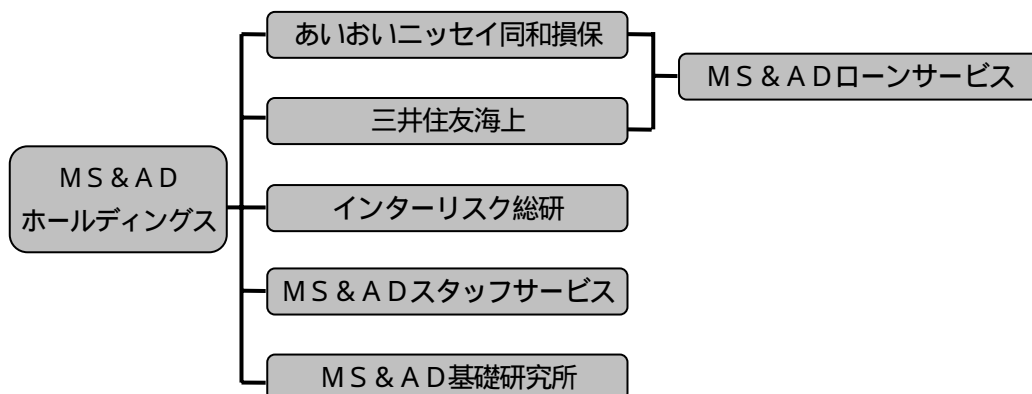 あいおいニッセイ同和損保
ＭＳ＆ＡＤローンサービス
三井住友海上
ＭＳ＆ＡＤ
ホールディングス
インターリスク総研
ＭＳ＆ＡＤスタッフサービス
ＭＳ＆ＡＤ基礎研究所